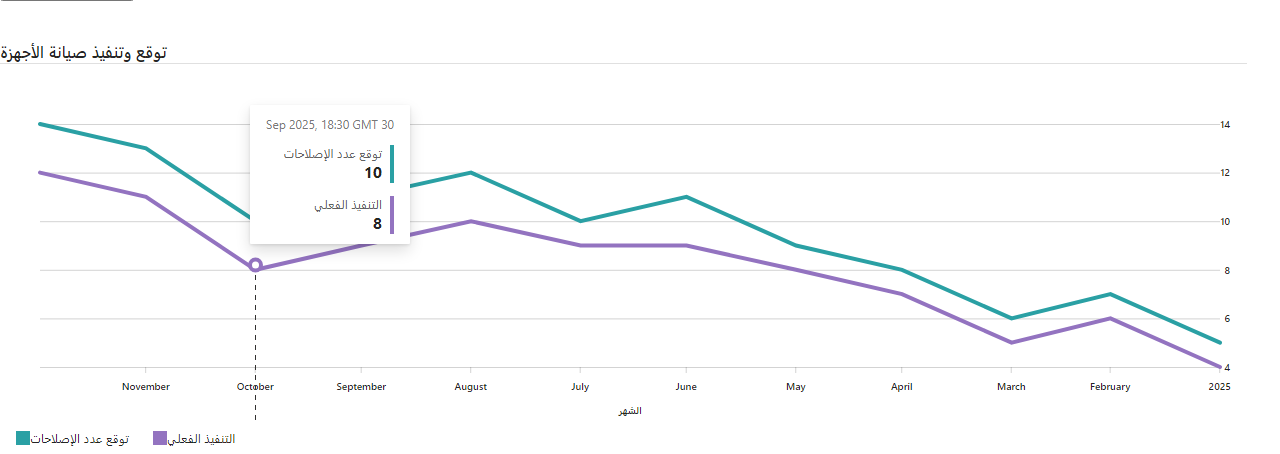 توقع وتنفيذ صيانة الأجهزة
Sep 2025, 18:30 GMT 30
توقع عدد الإصلاحات
10
التنفيذ الفعلي
8
14
12
10
8
6
4
2025
February
March
April
May
June
July
August
September
October
November
الشهر
توقع عدد الإصلاحات
التنفيذ الفعلي